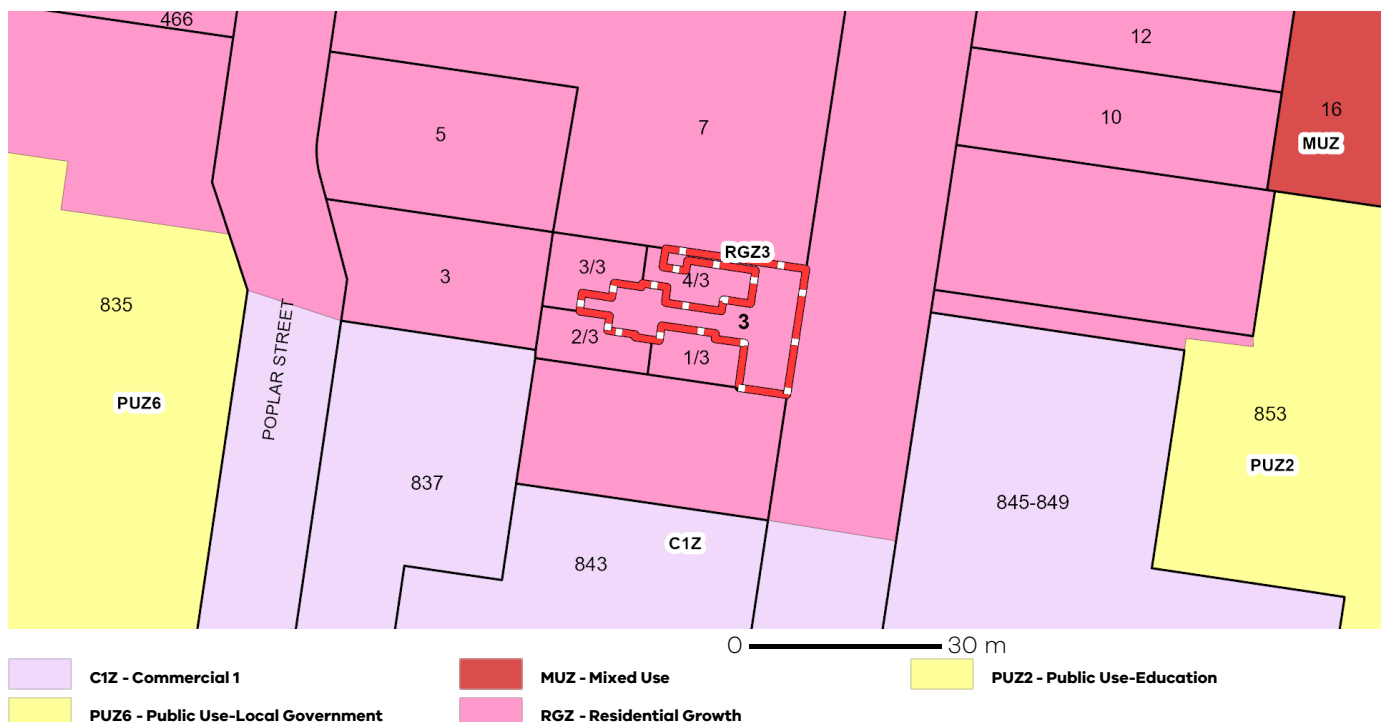 466
12
16
MUZ
10
5
7
RGZ3
3/3
4/3
3
835
3
2/3
1/3
POPLAR STREET
PUZ6
853
PUZ2
837
845-849
C1Z
843
0 30 m
C1Z - Commercial 1
MUZ - Mixed Use
PUZ2 - Public Use-Education
PUZ6 - Public Use-Local Government
RGZ - Residential Growth